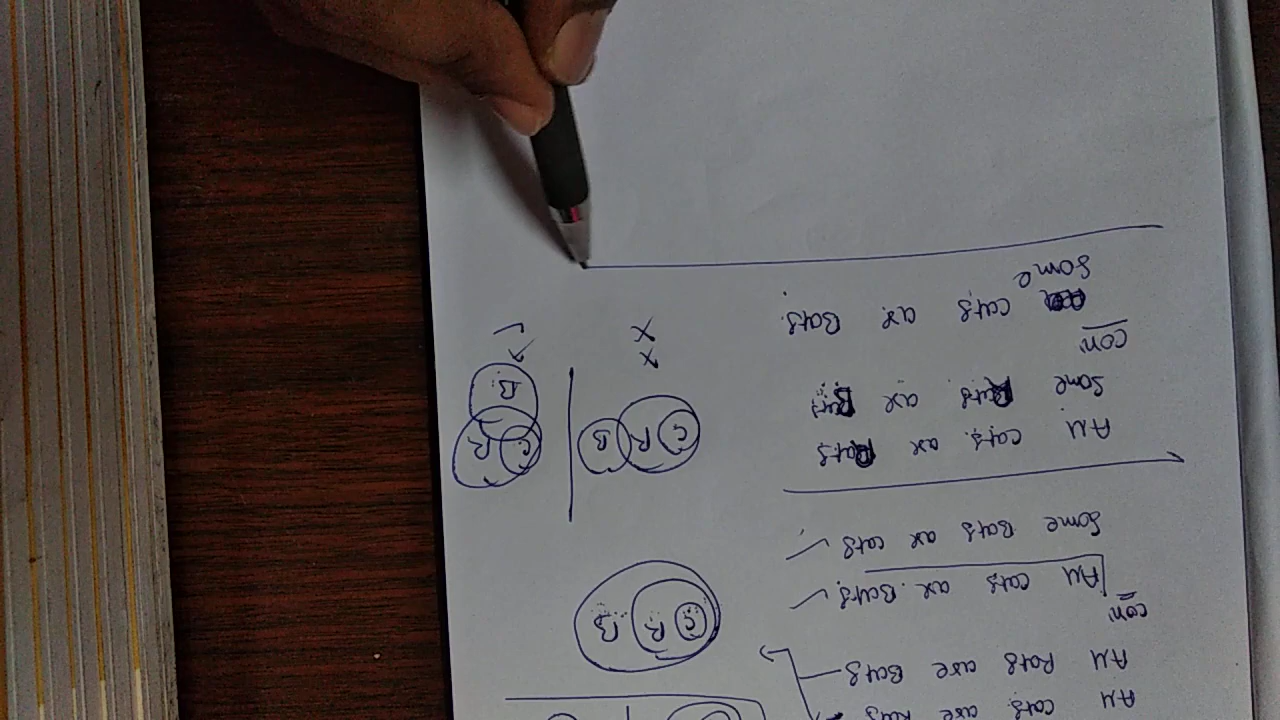 All cats are Rats
All Rats are Bats
con:
All cats are Bats.
Some Bats are cats
C R B
All cats are Rats
Some Rats are Bats
con:
Some cats are Bats.
C R B
C R B